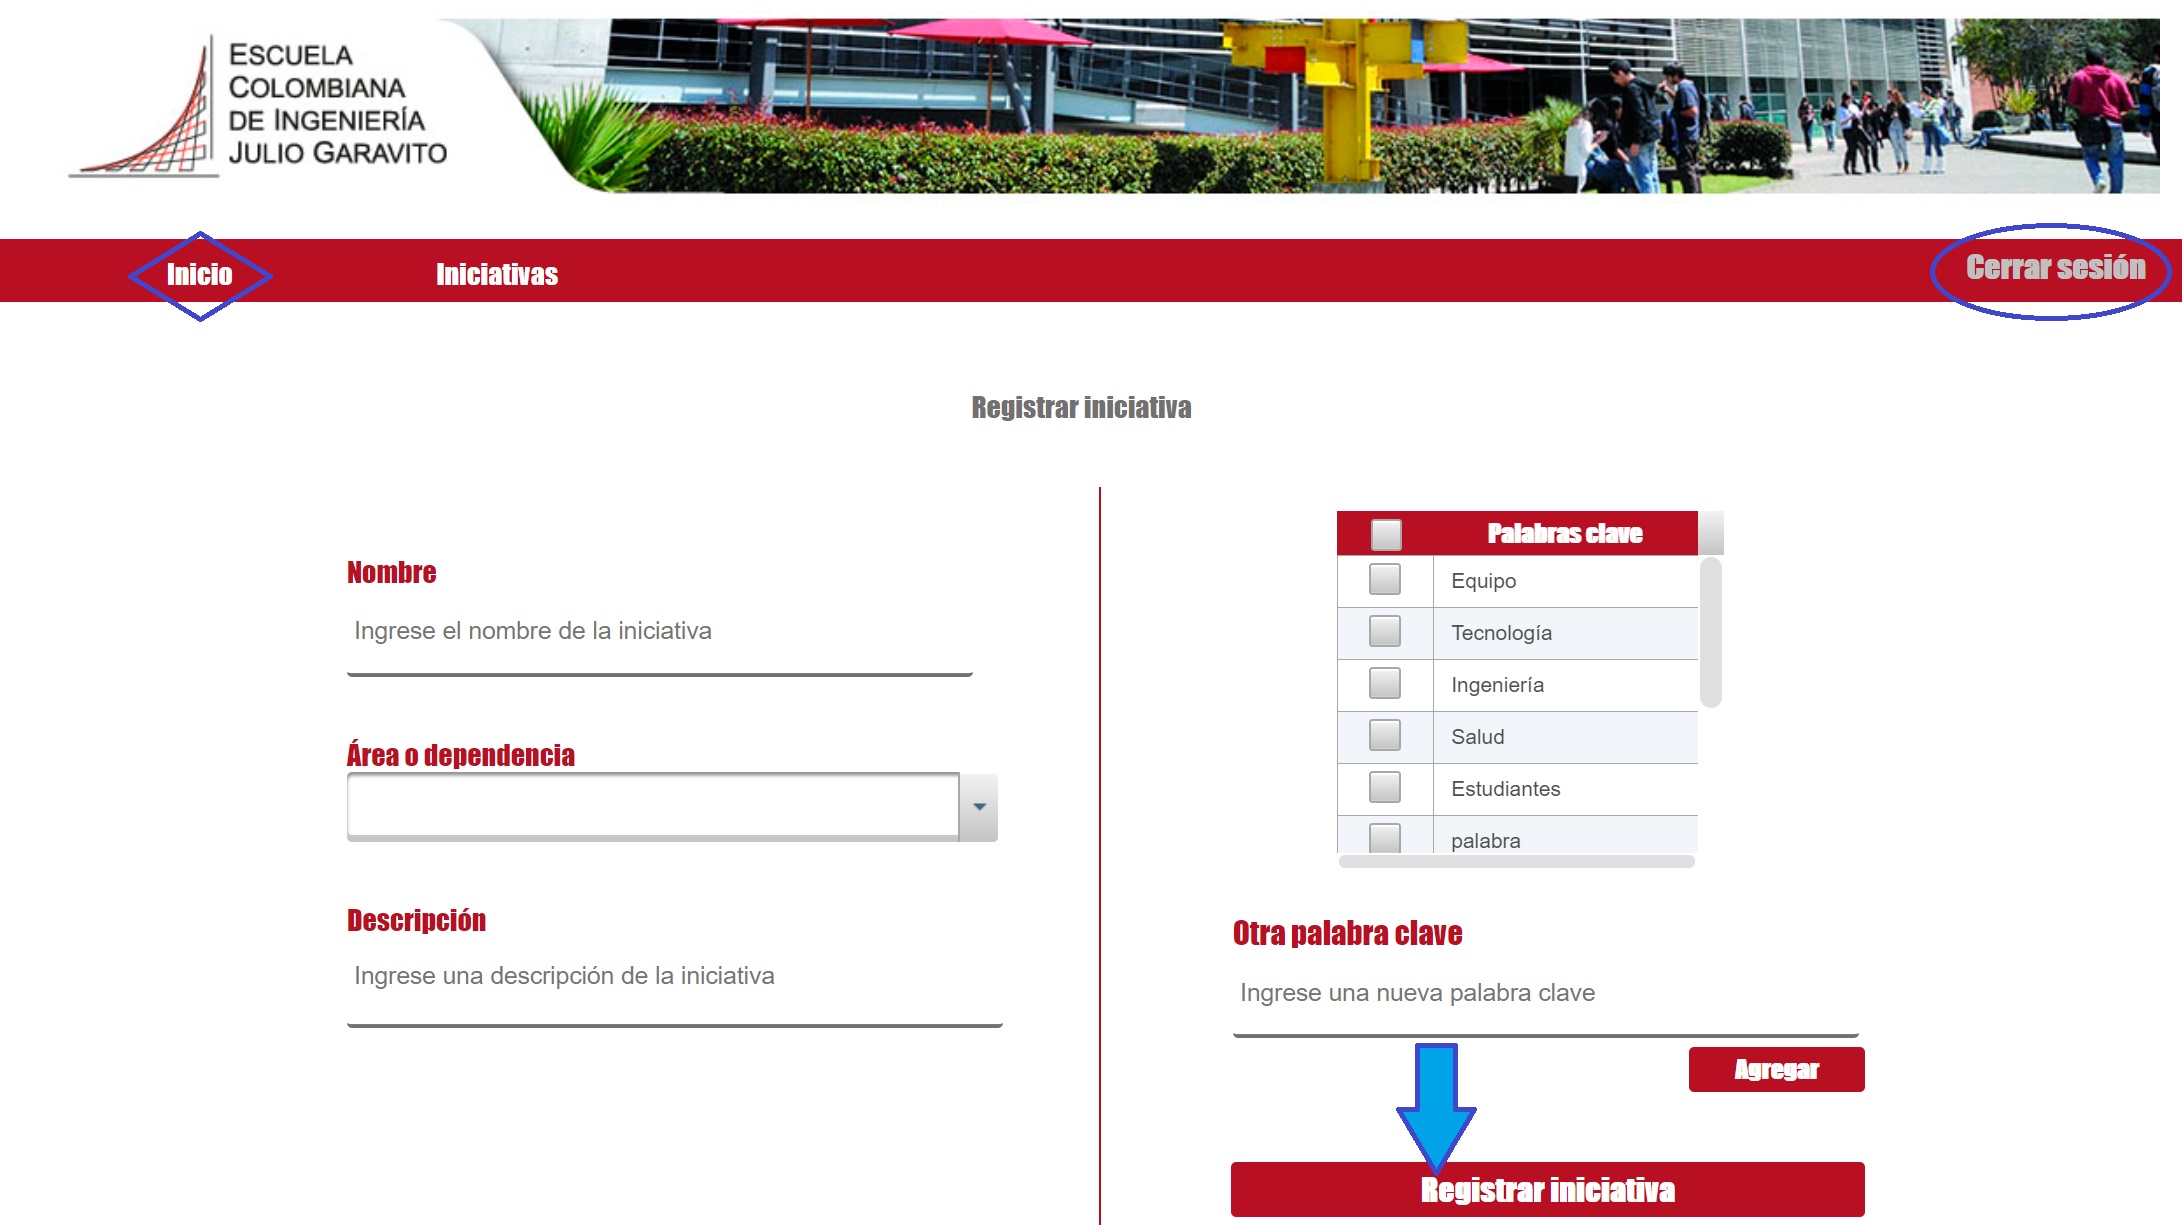 ESCUELA
COLOMBIANA
DE INGENIERÍA
JULIO GARAVITO
Inicio
Iniciativas
Cerrar sesión
Registrar iniciativa
Nombre
Ingrese el nombre de la iniciativa
Área o dependencia
Descripción
Ingrese una descripción de la iniciativa
Palabras clave
Equipo
Tecnología
Ingeniería
Salud
Estudiantes
palabra
Otra palabra clave
Ingrese una nueva palabra clave
Agregar
Registrar iniciativa